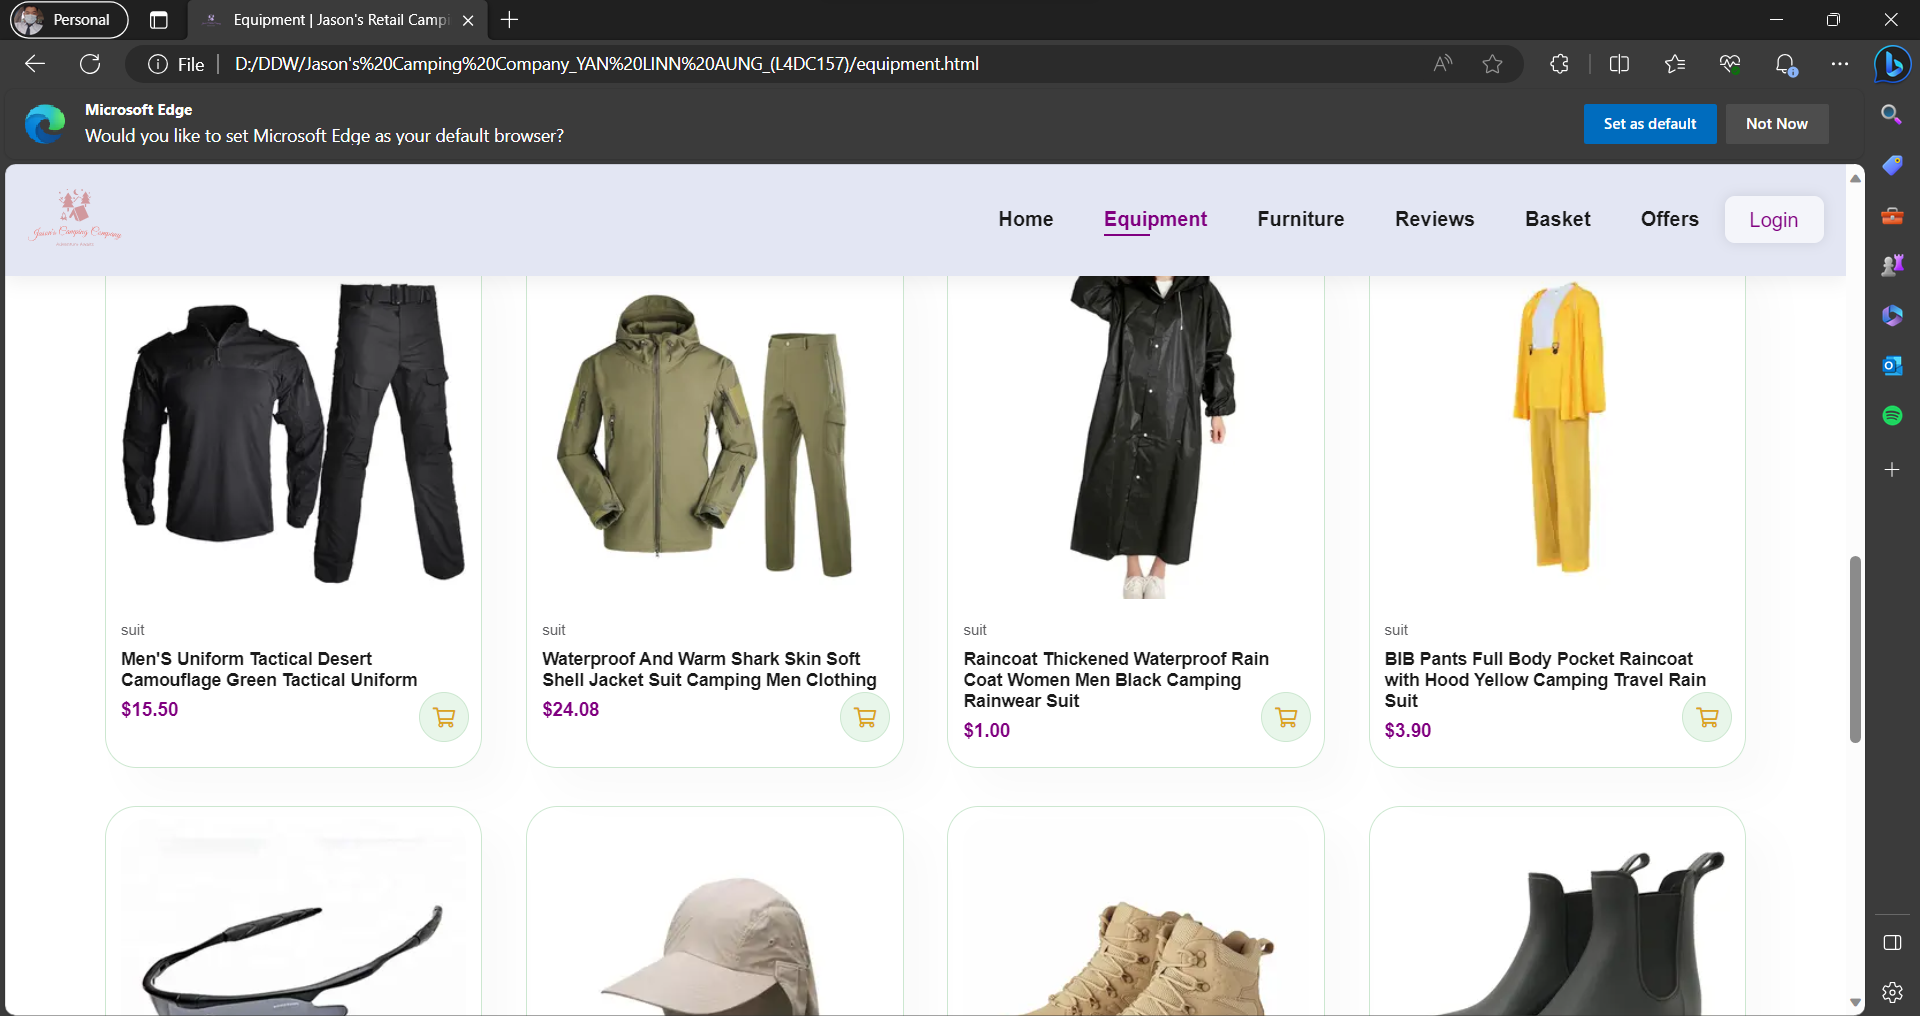 Personal
Equipment | Jason's Retail Campi
File
D:/DDW/Jason's%20Camping%20Company_YAN%20LINN%20AUNG_(L4DC157)/equipment.html
Microsoft Edge
Would you like to set Microsoft Edge as your default browser?
Set as default
Not Now
Jason's Camping Company
Home
Equipment
Furniture
Reviews
Basket
Offers
Login
suit
Men'S Uniform Tactical Desert
Camouflage Green Tactical Uniform
$15.50
suit
Waterproof And Warm Shark Skin Soft
Shell Jacket Suit Camping Men Clothing
$24.08
suit
Raincoat Thickened Waterproof Rain
Coat Women Men Black Camping
Rainwear Suit
$1.00
suit
BIB Pants Full Body Pocket Raincoat
with Hood Yellow Camping Travel Rain
Suit
$3.90